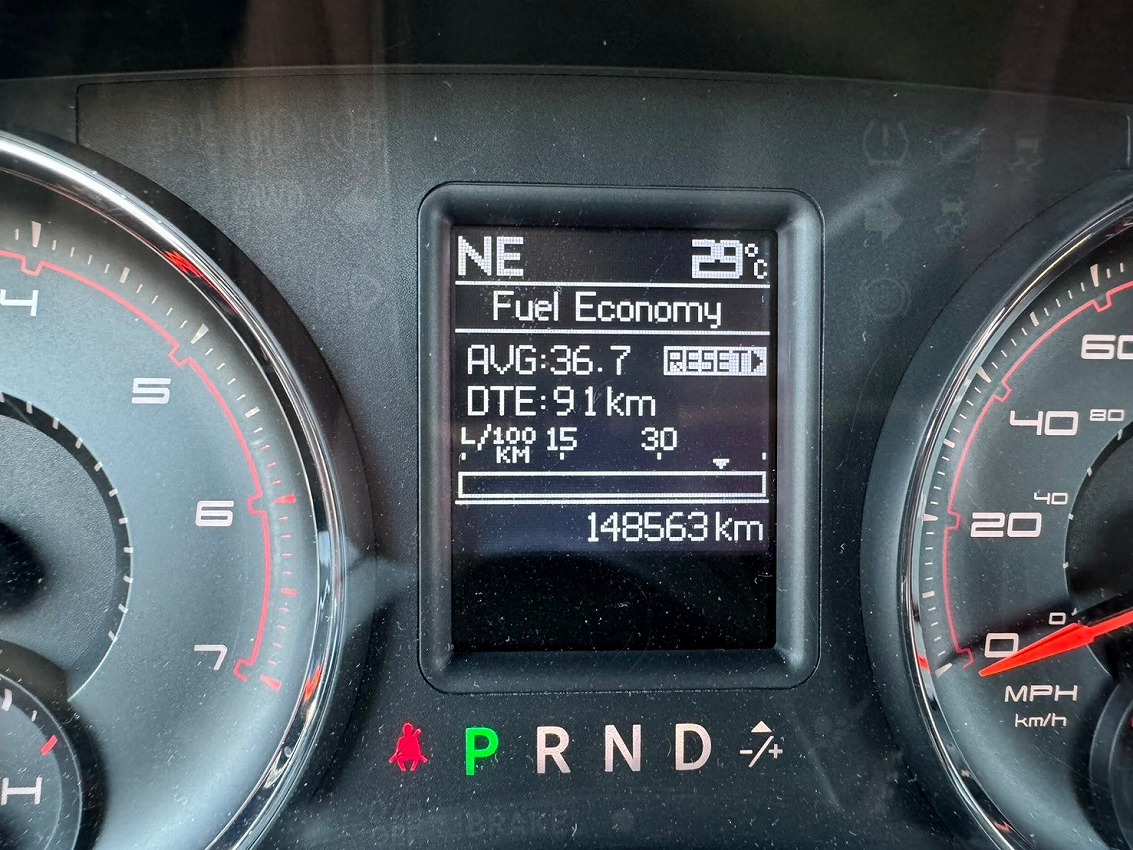 NE 29°C
Fuel Economy
AVG:36.7 RESET
DTE:91km
L/100 KM 15 30
148563km
4
5
6
7
H
60
40 80
40
20
0
0
MPH
km/h
P R N D -/+
BRAKE